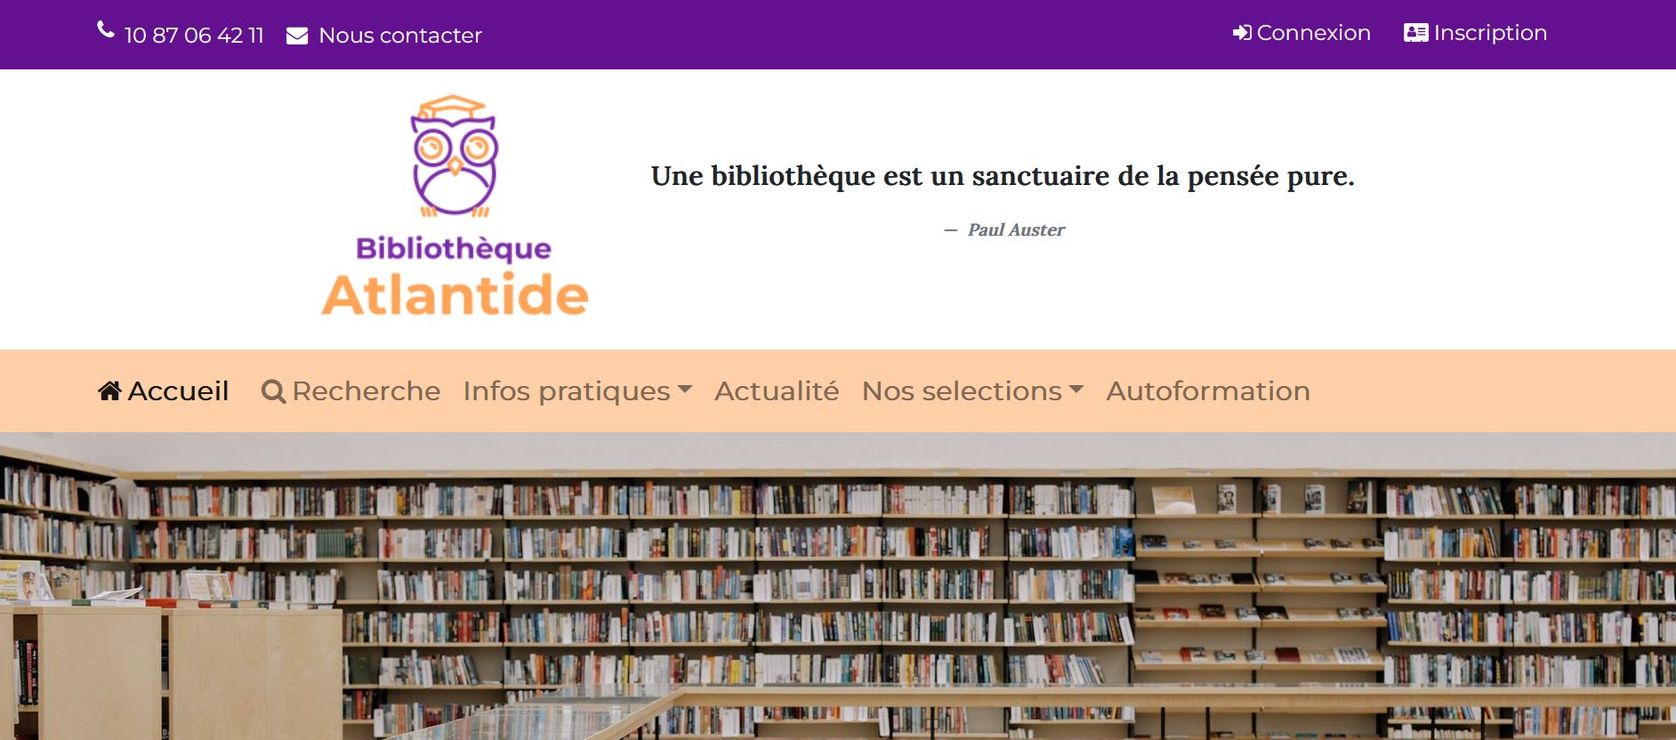 10 87 06 42 11 Nous contacter Connexion Inscription
Une bibliothèque est un sanctuaire de la pensée pure.
— Paul Auster
Bibliothèque
Atlantide
Accueil Recherche Infos pratiques Actualité Nos selections Autoformation